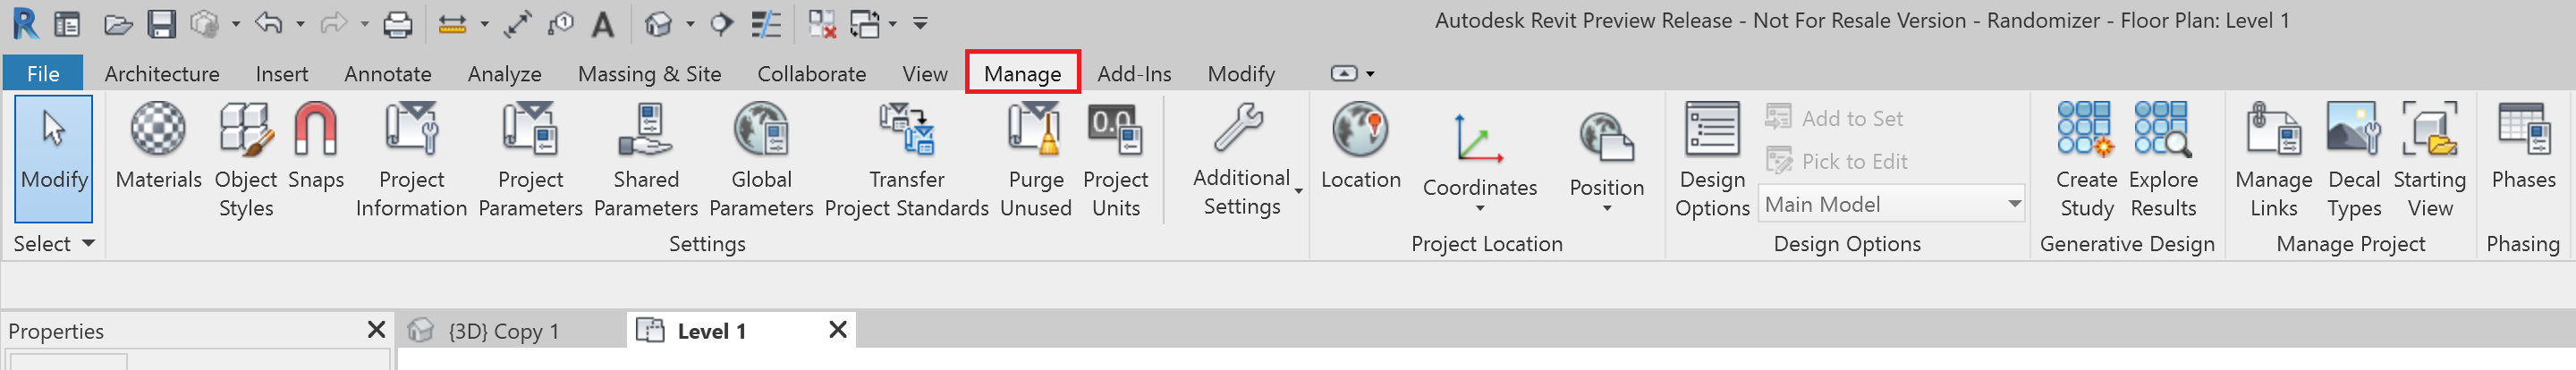 Autodesk Revit Preview Release - Not For Resale Version - Randomizer - Floor Plan: Level 1
File Architecture Insert Annotate Analyze Massing & Site Collaborate View Manage Add-Ins Modify
Modify
Select
Materials
Object
Styles
Snaps
Project
Information
Project
Parameters
Shared
Parameters
Global
Parameters
Transfer
Project Standards
Purge
Unused
0.0
Project
Units
Additional
Settings
Settings
Location
Coordinates
Position
Project Location
Design
Options
Add to Set
Pick to Edit
Main Model
Design Options
Create
Study
Explore
Results
Generative Design
Manage
Links
Decal
Types
Starting
View
Manage Project
Phases
Phasing
Properties
{3D} Copy 1
Level 1